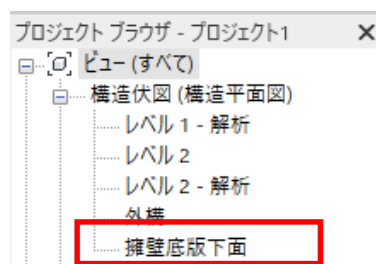 プロジェクト ブラウザ - プロジェクト1
ビュー (すべて)
構造伏図 (構造平面図)
レベル 1 - 解析
レベル 2
レベル 2 - 解析
外構
擁壁底版下面